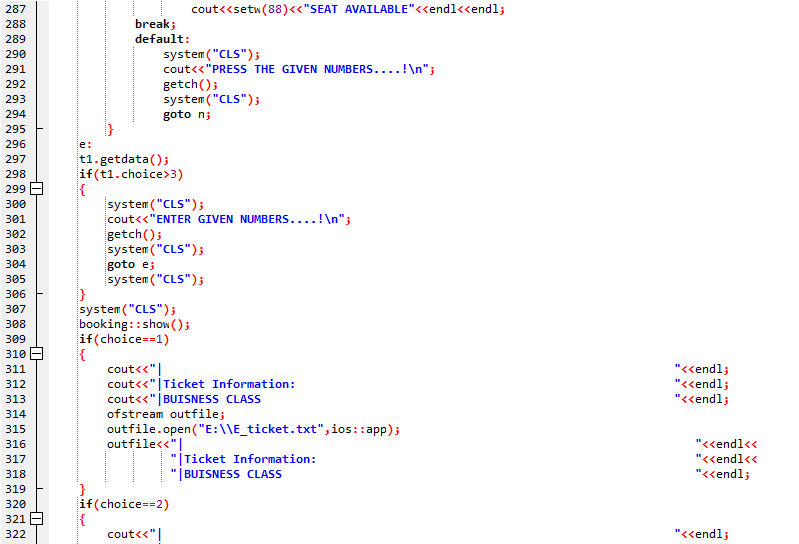 287 cout<<setw(88)<<"SEAT AVAILABLE"<<endl<<endl;
288 break;
289 default:
290 system("CLS");
291 cout<<"PRESS THE GIVEN NUMBERS....!\n";
292 getch();
293 system("CLS");
294 goto n;
295 }
296 e:
297 t1.getdata();
298 if(t1.choice>3)
299 {
300 system("CLS");
301 cout<<"ENTER GIVEN NUMBERS....!\n";
302 getch();
303 system("CLS");
304 goto e;
305 system("CLS");
306 }
307 system("CLS");
308 booking::show();
309 if(choice==1)
310 {
311 cout<<"| "<<endl;
312 cout<<"|Ticket Information: "<<endl;
313 cout<<"|BUISNESS CLASS "<<endl;
314 ofstream outfile;
315 outfile.open("E:\\E_ticket.txt",ios::app);
316 outfile<<"| "<<endl<<
317 "|Ticket Information: "<<endl<<
318 "|BUISNESS CLASS "<<endl;
319 }
320 if(choice==2)
321 {
322 cout<<"| "<<endl;